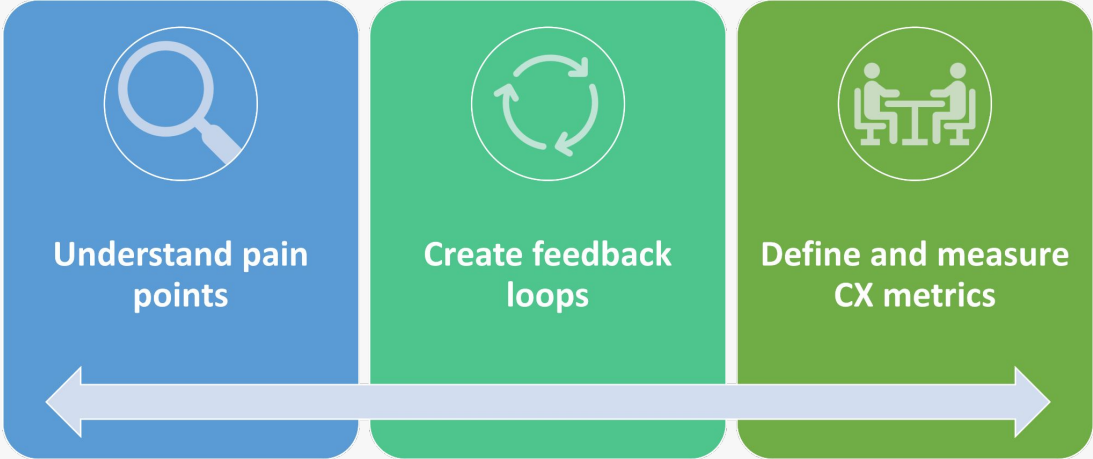 Understand pain
points
Create feedback
loops
Define and measure
CX metrics